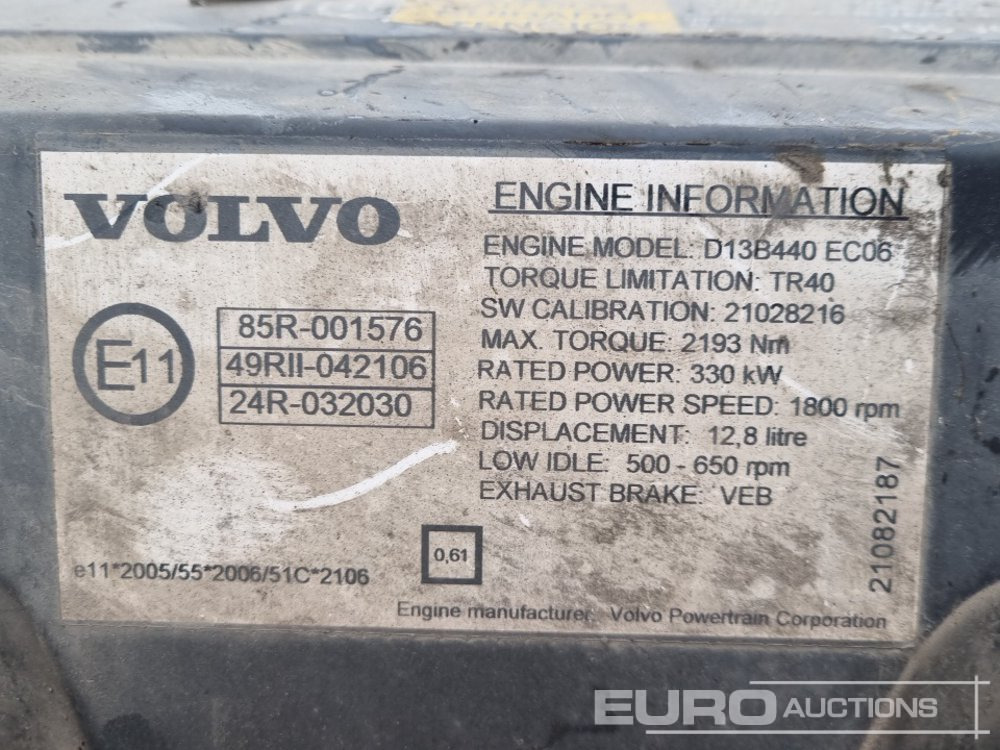 VOLVO
E11
85R-001576
49RII-042106
24R-032030
ENGINE INFORMATION
ENGINE MODEL: D13B440 EC06
TORQUE LIMITATION: TR40
SW CALIBRATION: 21028216
MAX. TORQUE: 2193 Nm
RATED POWER: 330 kW
RATED POWER SPEED: 1800 rpm
DISPLACEMENT: 12,8 litre
LOW IDLE: 500 - 650 rpm
EXHAUST BRAKE: VEB
21082187
0,61
e11*2005/55*2006/51C*2106
Engine manufacturer: Volvo Powertrain Corporation
EURO AUCTIONS